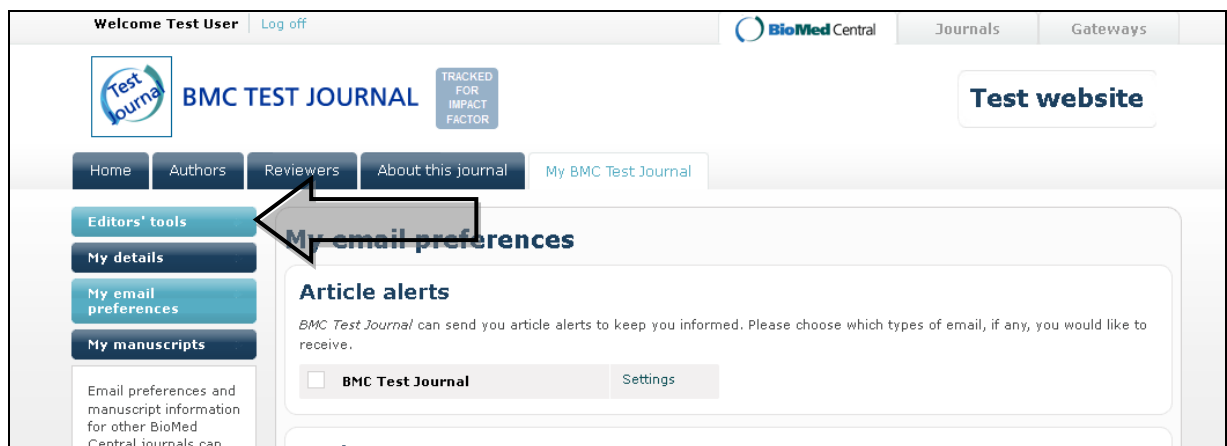 Welcome Test User Log off
BioMed Central Journals Gateways
Test Journal
BMC TEST JOURNAL
TRACKED
FOR
IMPACT
FACTOR
Test website
Home Authors Reviewers About this journal My BMC Test Journal
Editors' tools
My details
My email
preferences
My manuscripts
Email preferences and
manuscript information
for other BioMed
Central journals can
My email preferences
Article alerts
BMC Test Journal can send you article alerts to keep you informed. Please choose which types of email, if any, you would like to
receive.
BMC Test Journal Settings